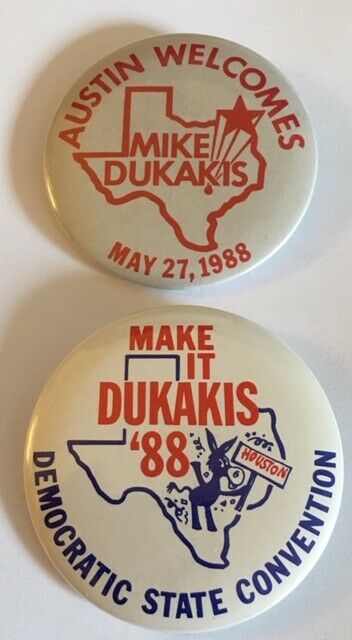 AUSTIN WELCOMES
MIKE
DUKAKIS
MAY 27, 1988
MAKE
IT
DUKAKIS
'88
HOUSTON
DEMOCRATIC STATE CONVENTION